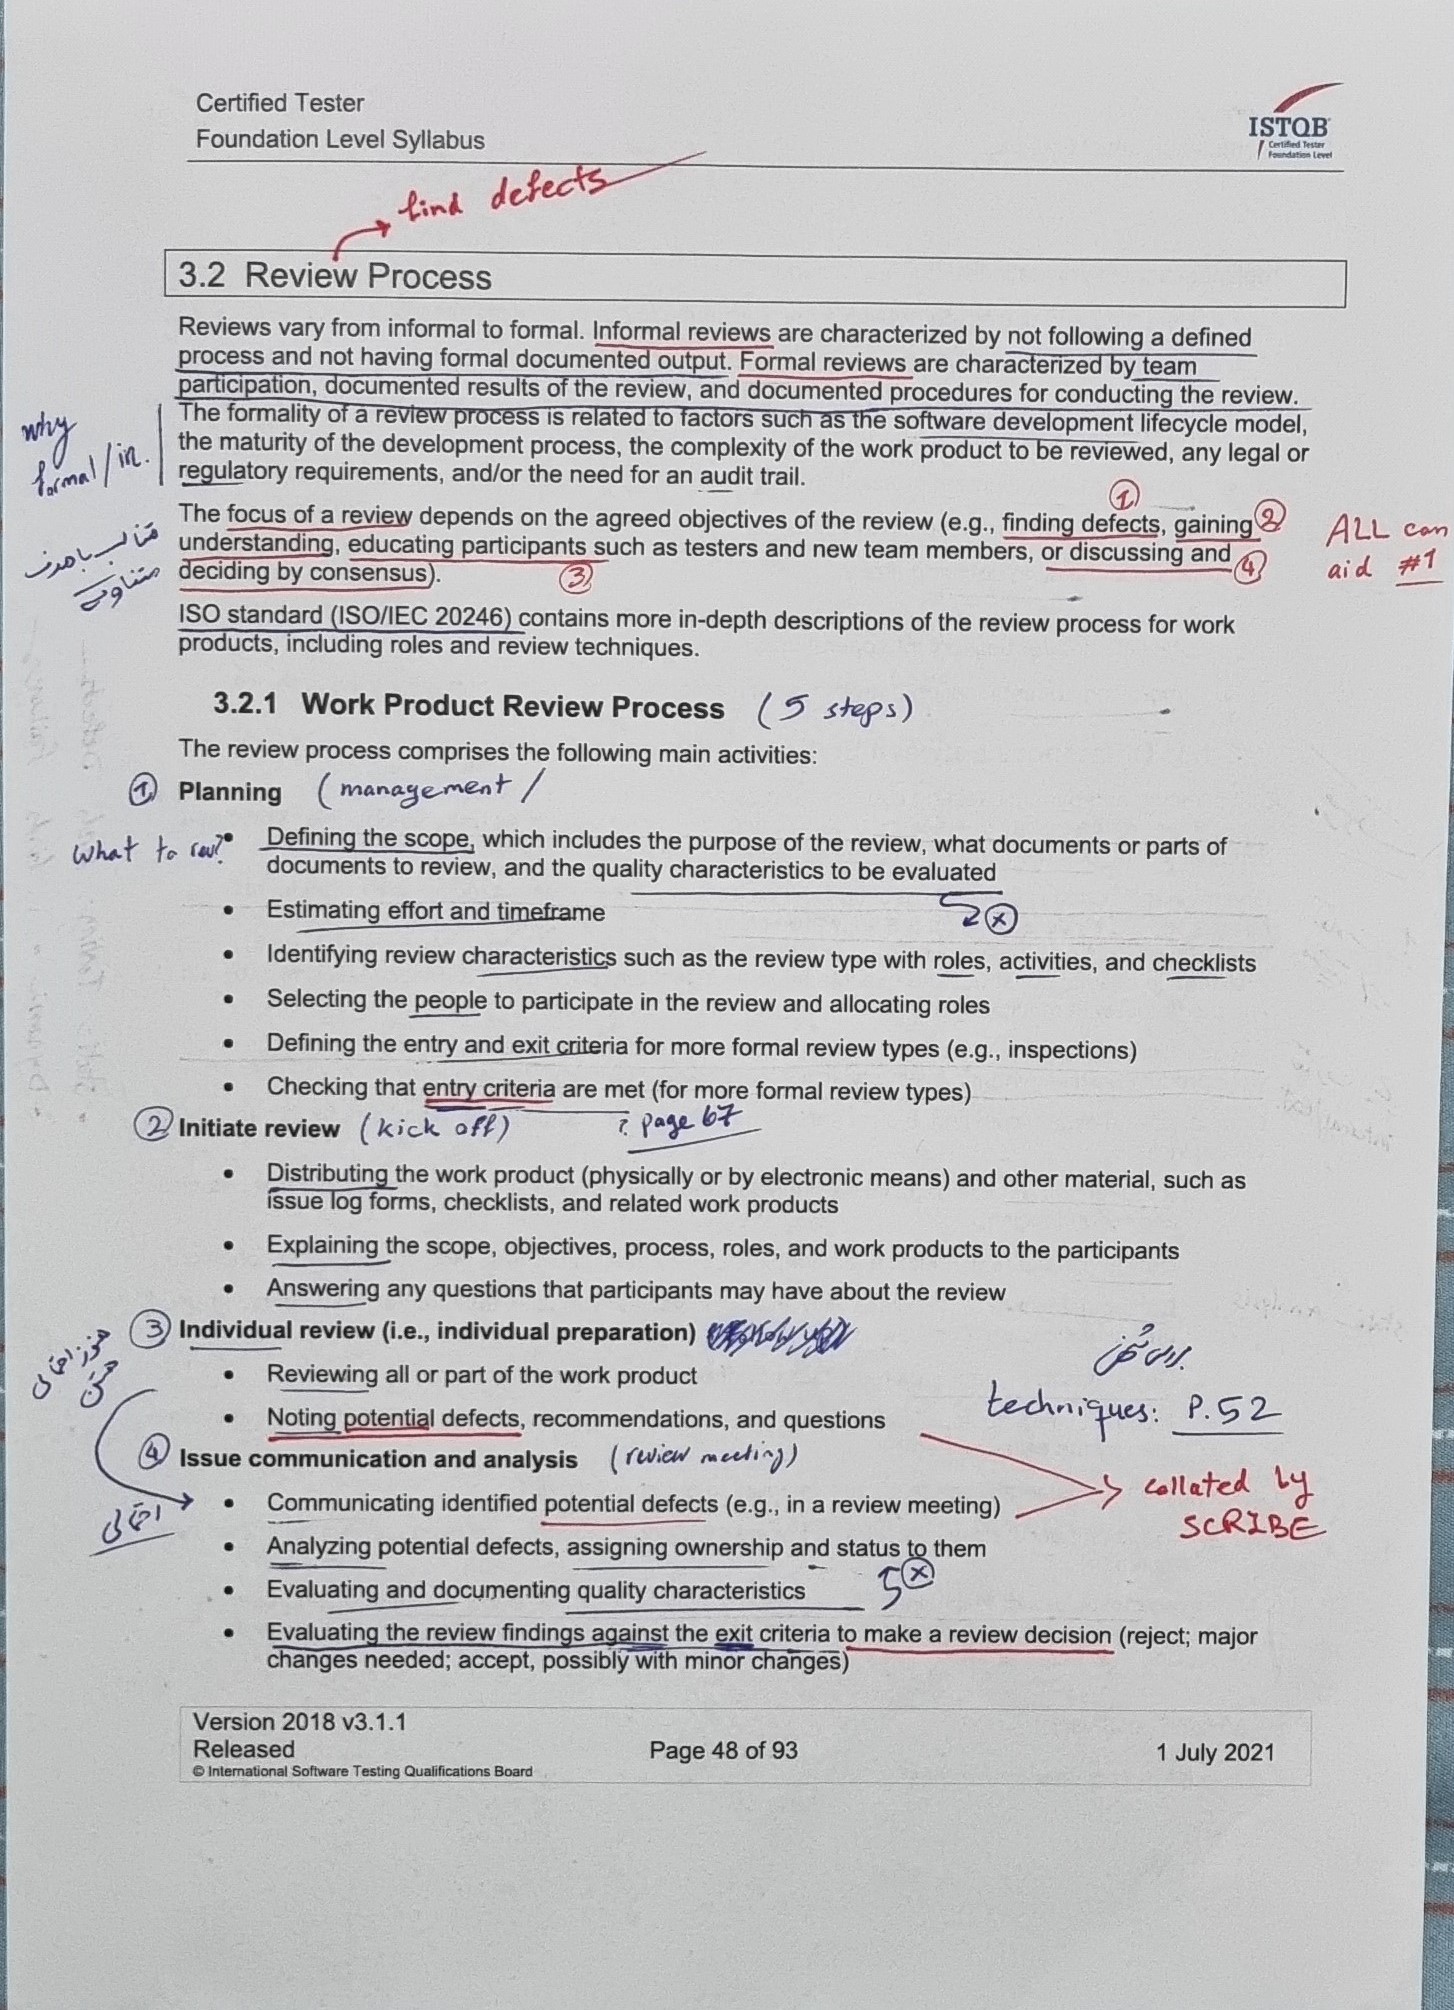 Certified Tester
Foundation Level Syllabus
ISTQB
Certified Tester
Foundation Level
find defects
3.2 Review Process
Reviews vary from informal to formal. Informal reviews are characterized by not following a defined
process and not having formal documented output. Formal reviews are characterized by team
participation, documented results of the review, and documented procedures for conducting the review.
The formality of a review process is related to factors such as the software development lifecycle model,
the maturity of the development process, the complexity of the work product to be reviewed, any legal or
regulatory requirements, and/or the need for an audit trail.
why
formal/in.
The focus of a review depends on the agreed objectives of the review (e.g., finding defects, gaining
understanding, educating participants such as testers and new team members, or discussing and
deciding by consensus).
1
2
3
4
ALL can
aid #1
متناوب
ISO standard (ISO/IEC 20246) contains more in-depth descriptions of the review process for work
products, including roles and review techniques.
3.2.1 Work Product Review Process (5 steps)
The review process comprises the following main activities:
1 Planning (management /
What to rev?
• Defining the scope, which includes the purpose of the review, what documents or parts of
documents to review, and the quality characteristics to be evaluated
• Estimating effort and timeframe
x
• Identifying review characteristics such as the review type with roles, activities, and checklists
• Selecting the people to participate in the review and allocating roles
• Defining the entry and exit criteria for more formal review types (e.g., inspections)
• Checking that entry criteria are met (for more formal review types)
2 Initiate review (kick off) ? page 67
• Distributing the work product (physically or by electronic means) and other material, such as
issue log forms, checklists, and related work products
• Explaining the scope, objectives, process, roles, and work products to the participants
• Answering any questions that participants may have about the review
3 Individual review (i.e., individual preparation)
• Reviewing all or part of the work product
• Noting potential defects, recommendations, and questions
techniques: P.52
4 Issue communication and analysis (review meeting)
• Communicating identified potential defects (e.g., in a review meeting)
collated by
SCRIBE
• Analyzing potential defects, assigning ownership and status to them
• Evaluating and documenting quality characteristics
x
• Evaluating the review findings against the exit criteria to make a review decision (reject; major
changes needed; accept, possibly with minor changes)
Version 2018 v3.1.1
Released
Page 48 of 93
1 July 2021
© International Software Testing Qualifications Board